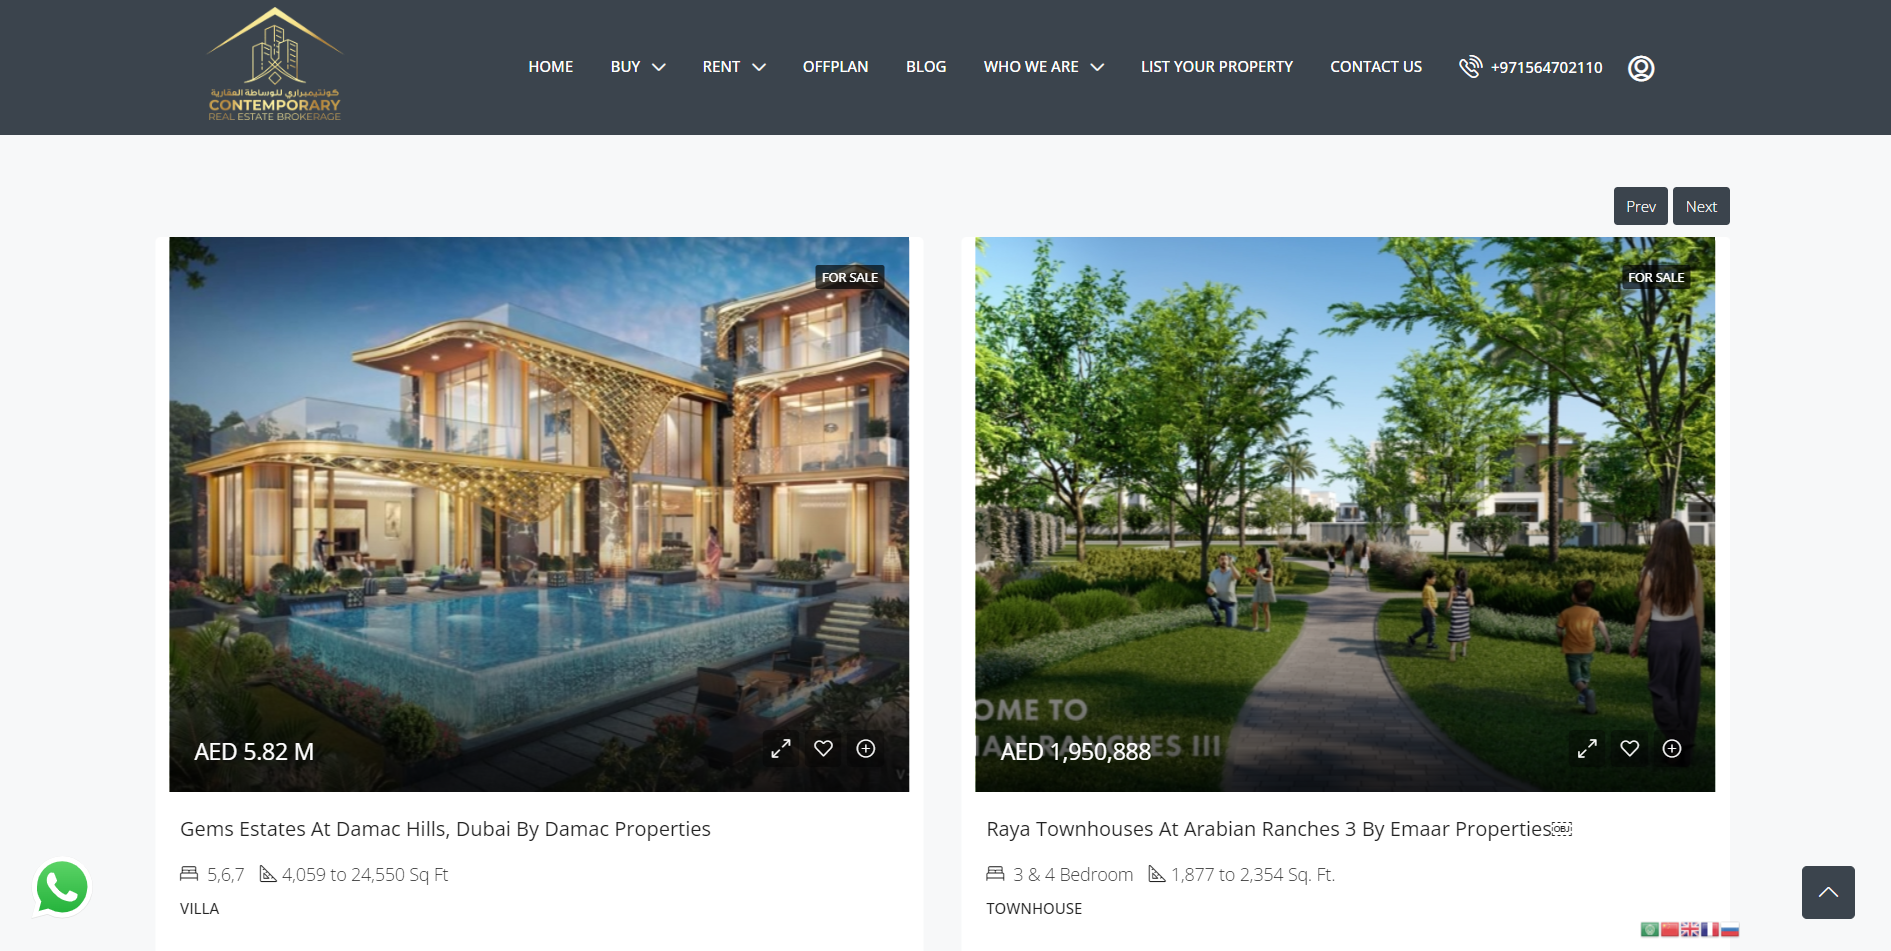 كونتيمبراري للوساطة العقارية
CONTEMPORARY
REAL ESTATE BROKERAGE
HOME
BUY
RENT
OFFPLAN
BLOG
WHO WE ARE
LIST YOUR PROPERTY
CONTACT US
+971564702110
Prev
Next
FOR SALE
AED 5.82 M
Gems Estates At Damac Hills, Dubai By Damac Properties
5,6,7
4,059 to 24,550 Sq Ft
VILLA
FOR SALE
OME TO
IAN RANCHES III
AED 1,950,888
Raya Townhouses At Arabian Ranches 3 By Emaar Properties￼
3 & 4 Bedroom
1,877 to 2,354 Sq. Ft.
TOWNHOUSE